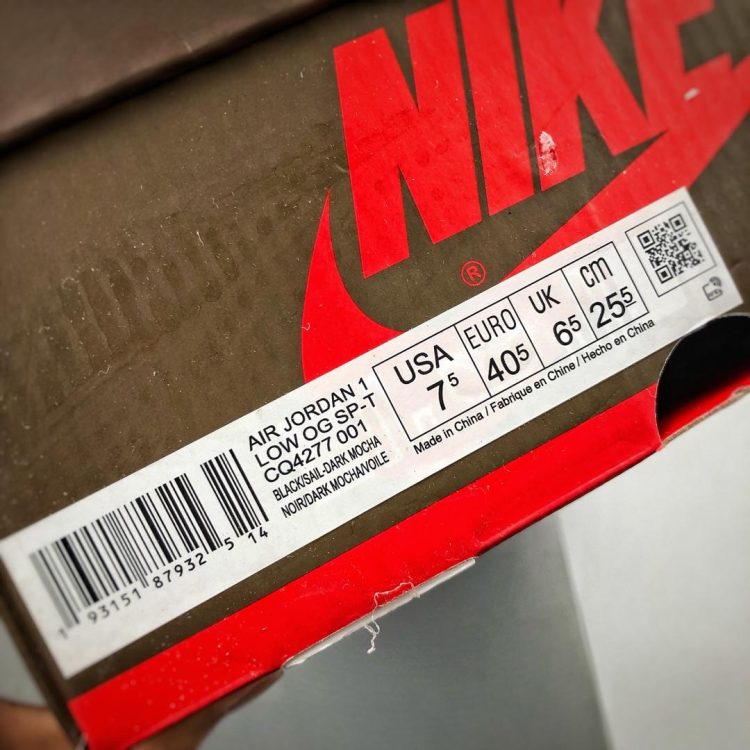 NIKE
®
AIR JORDAN 1
LOW OG SP-T
CQ4277 001
BLACK/SAIL-DARK MOCHA
NOIR/DARK MOCHA/VOILE
USA
7⁵
EURO
40⁵
UK
6⁵
CM
25⁵
Made in China / Fabriqué en Chine / Hecho en China
1 93151 87932 5 14